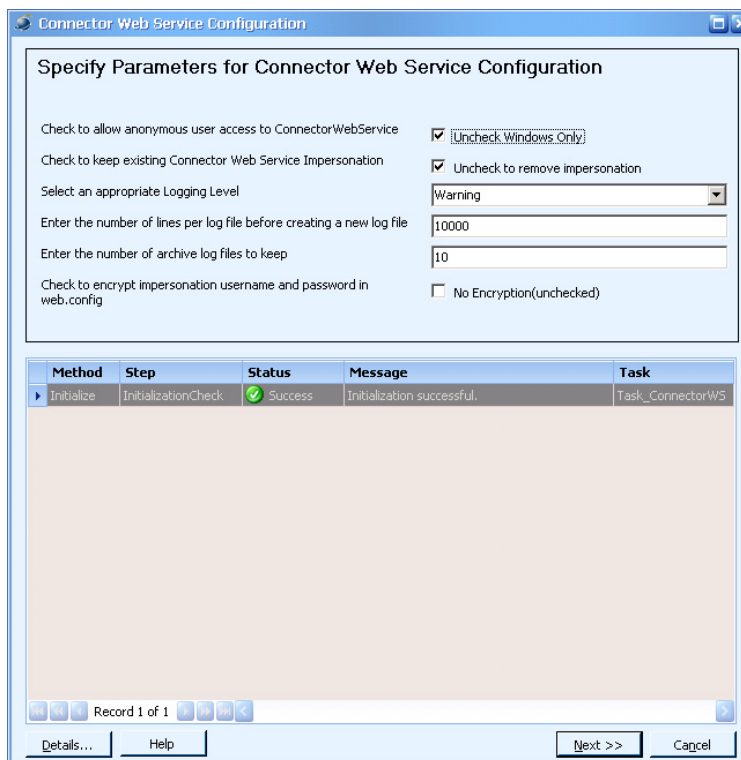 Connector Web Service Configuration
Specify Parameters for Connector Web Service Configuration
Check to allow anonymous user access to ConnectorWebService
Uncheck Windows Only
Check to keep existing Connector Web Service Impersonation
Uncheck to remove impersonation
Select an appropriate Logging Level
Warning
Enter the number of lines per log file before creating a new log file
10000
Enter the number of archive log files to keep
10
Check to encrypt impersonation username and password in
web.config
No Encryption(unchecked)
Method Step Status Message Task
Initialize InitializationCheck Success Initialization successful. Task_ConnectorWS
Record 1 of 1
Details... Help Next >> Cancel